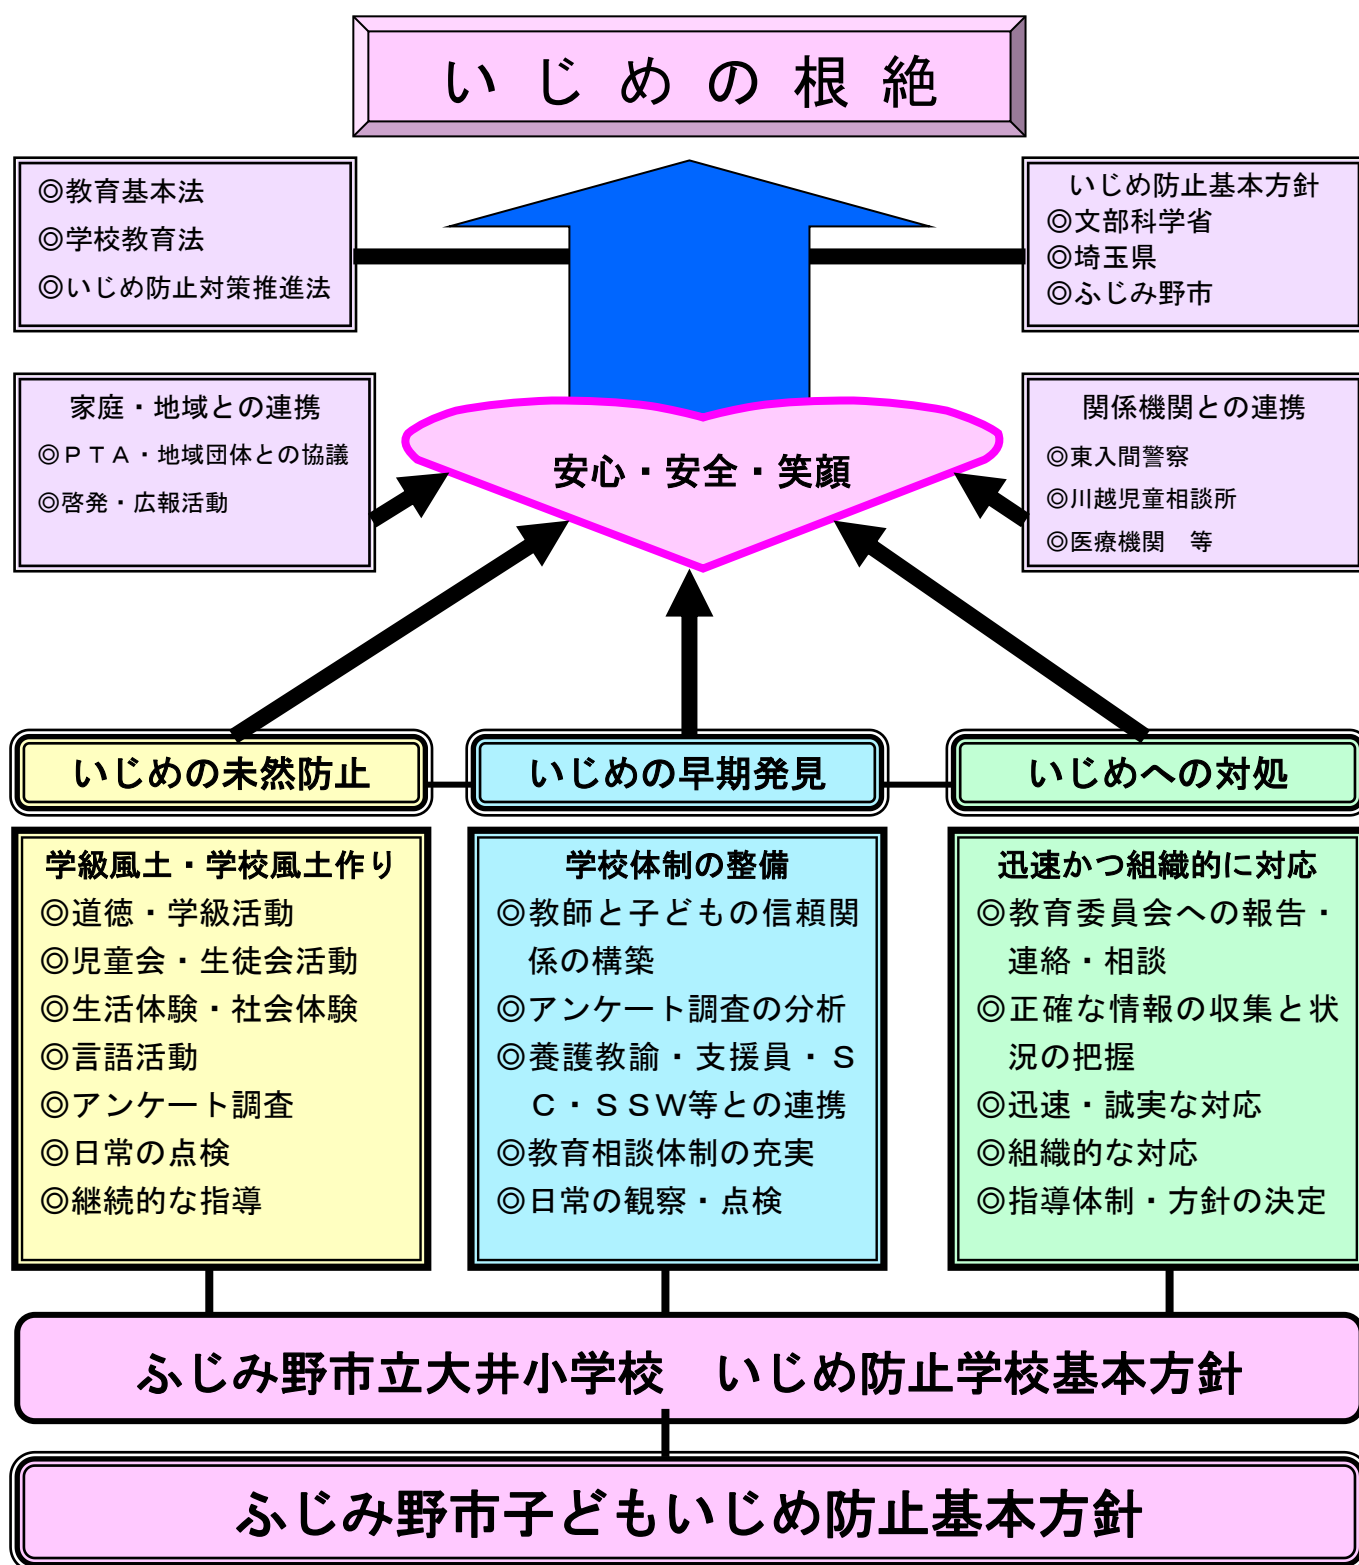 いじめの根絶
◎教育基本法
◎学校教育法
◎いじめ防止対策推進法
いじめ防止基本方針
◎文部科学省
◎埼玉県
◎ふじみ野市
家庭・地域との連携
◎ＰＴＡ・地域団体との協議
◎啓発・広報活動
安心・安全・笑顔
関係機関との連携
◎東入間警察
◎川越児童相談所
◎医療機関　等
いじめの未然防止
学級風土・学校風土作り
◎道徳・学級活動
◎児童会・生徒会活動
◎生活体験・社会体験
◎言語活動
◎アンケート調査
◎日常の点検
◎継続的な指導
いじめの早期発見
学校体制の整備
◎教師と子どもの信頼関
係の構築
◎アンケート調査の分析
◎養護教諭・支援員・Ｓ
Ｃ・ＳＳＷ等との連携
◎教育相談体制の充実
◎日常の観察・点検
いじめへの対処
迅速かつ組織的に対応
◎教育委員会への報告・
連絡・相談
◎正確な情報の収集と状
況の把握
◎迅速・誠実な対応
◎組織的な対応
◎指導体制・方針の決定
ふじみ野市立大井小学校　いじめ防止学校基本方針
ふじみ野市子どもいじめ防止基本方針